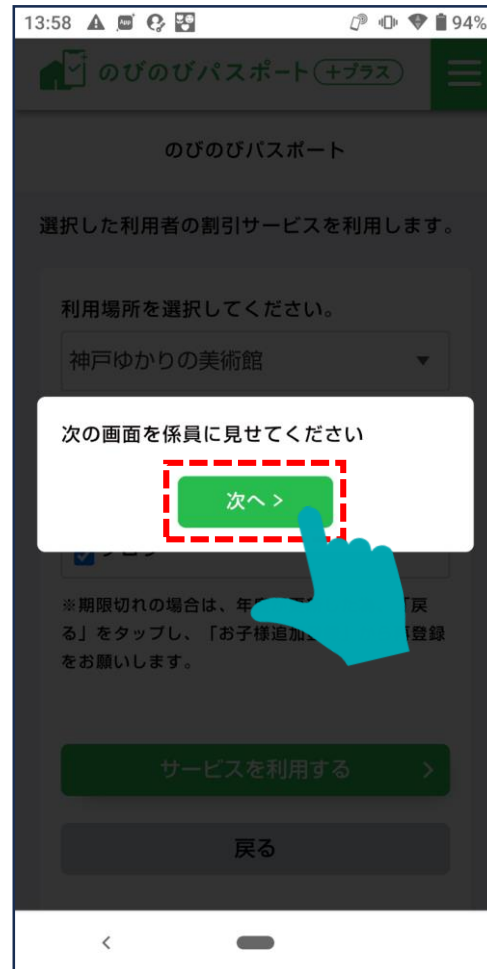 13:58 94%
のびのびパスポート +プラス
のびのびパスポート
選択した利用者の割引サービスを利用します。
利用場所を選択してください。
神戸ゆかりの美術館
次の画面を係員に見せてください
次へ >
※期限切れの場合は、年 「戻
る」をタップし、「お子様追加 登録
をお願いします。
サービスを利用する >
戻る